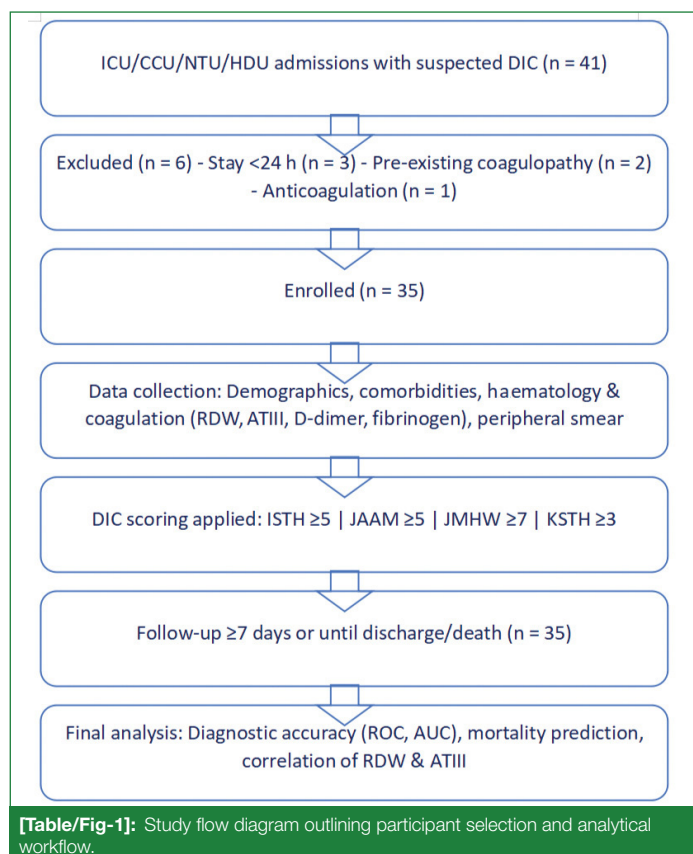 ICU/CCU/NTU/HDU admissions with suspected DIC (n = 41)
Excluded (n = 6) - Stay <24 h (n = 3) - Pre-existing coagulopathy (n = 2)
- Anticoagulation (n = 1)
Enrolled (n = 35)
Data collection: Demographics, comorbidities, haematology &
coagulation (RDW, ATIII, D-dimer, fibrinogen), peripheral smear
DIC scoring applied: ISTH ≥5 | JAAM ≥5 | JMHW ≥7 | KSTH ≥3
Follow-up ≥7 days or until discharge/death (n = 35)
Final analysis: Diagnostic accuracy (ROC, AUC), mortality prediction,
correlation of RDW & ATIII
[Table/Fig-1]: Study flow diagram outlining participant selection and analytical
workflow.